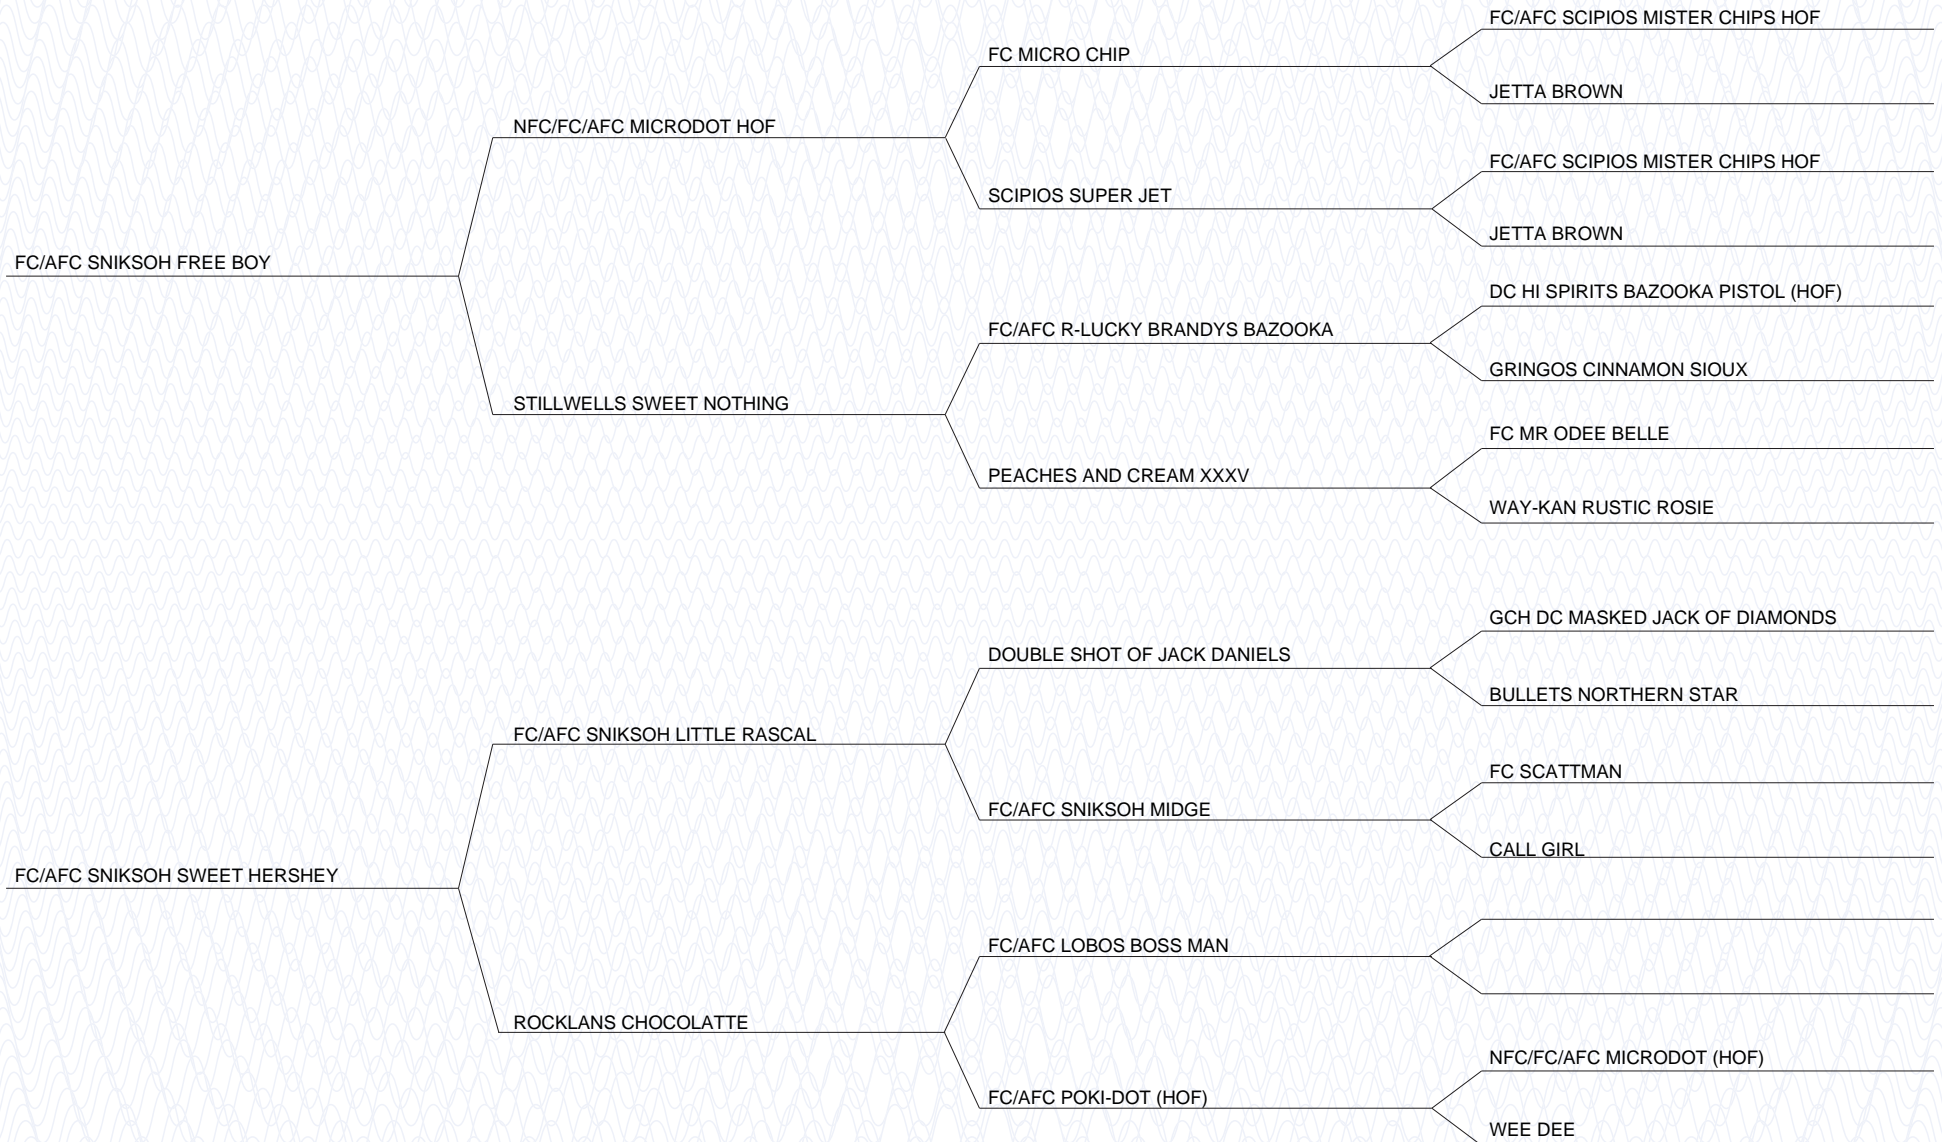 FC/AFC SCIPIOS MISTER CHIPS HOF
FC MICRO CHIP
JETTA BROWN
NFC/FC/AFC MICRODOT HOF
FC/AFC SCIPIOS MISTER CHIPS HOF
SCIPIOS SUPER JET
JETTA BROWN
FC/AFC SNIKSOH FREE BOY
DC HI SPIRITS BAZOOKA PISTOL (HOF)
FC/AFC R-LUCKY BRANDYS BAZOOKA
GRINGOS CINNAMON SIOUX
STILLWELLS SWEET NOTHING
FC MR ODEE BELLE
PEACHES AND CREAM XXXV
WAY-KAN RUSTIC ROSIE
GCH DC MASKED JACK OF DIAMONDS
DOUBLE SHOT OF JACK DANIELS
BULLETS NORTHERN STAR
FC/AFC SNIKSOH LITTLE RASCAL
FC SCATTMAN
FC/AFC SNIKSOH MIDGE
CALL GIRL
FC/AFC SNIKSOH SWEET HERSHEY
FC/AFC LOBOS BOSS MAN
ROCKLANS CHOCOLATTE
NFC/FC/AFC MICRODOT (HOF)
FC/AFC POKI-DOT (HOF)
WEE DEE